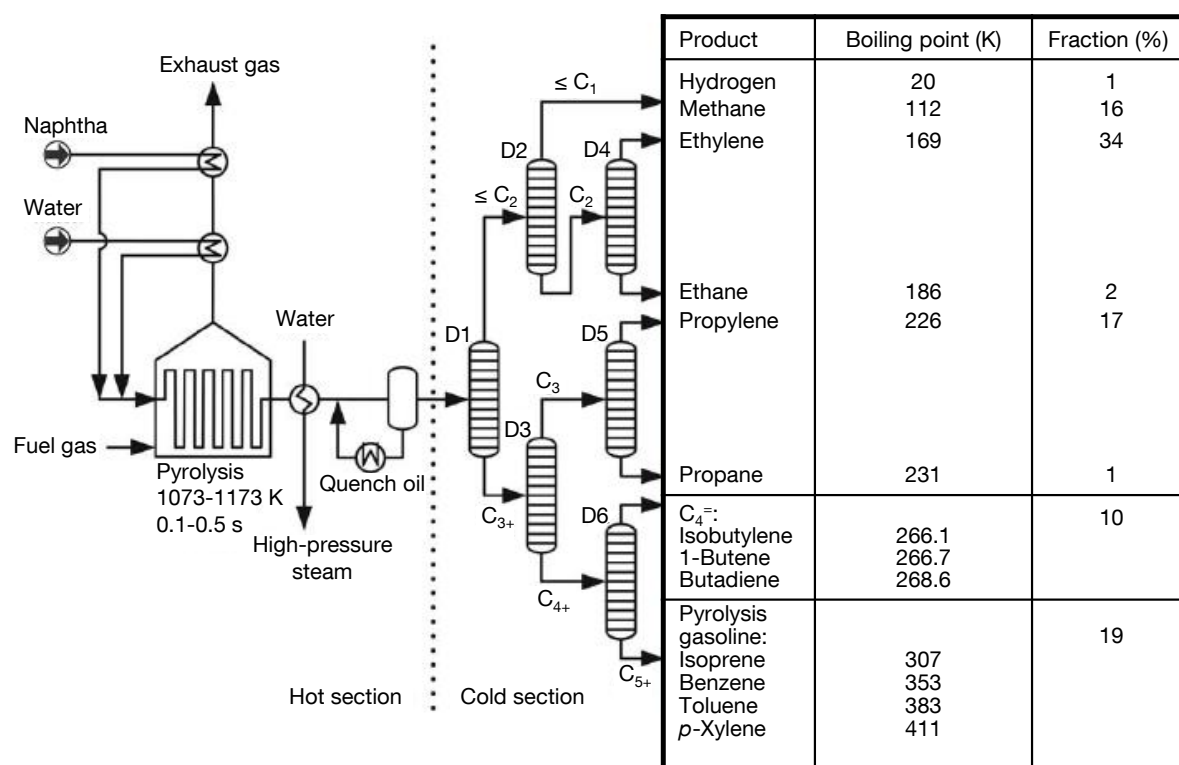 Exhaust gas
Naphtha
Water
Fuel gas
Pyrolysis
1073-1173 K
0.1-0.5 s
Water
High-pressure
steam
Quench oil
Hot section
Cold section
D1
≤ C₂
C₃₊
D2
≤ C₁
C₂
D4
D3
C₃
C₄₊
D5
D6
C₅₊
Product Boiling point (K) Fraction (%)
Hydrogen 20 1
Methane 112 16
Ethylene 169 34
Ethane 186 2
Propylene 226 17
Propane 231 1
C₄⁼: 10
Isobutylene 266.1
1-Butene 266.7
Butadiene 268.6
Pyrolysis
gasoline: 19
Isoprene 307
Benzene 353
Toluene 383
p-Xylene 411